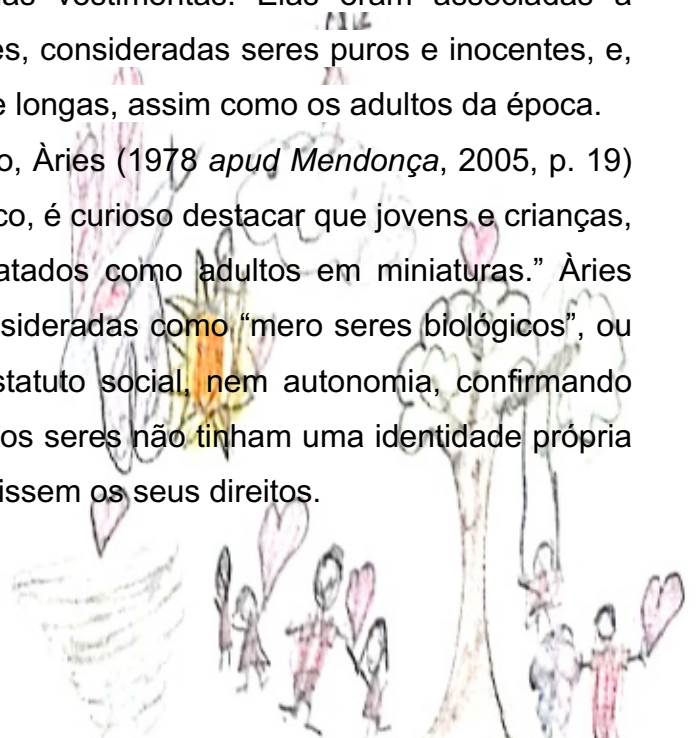 nas vestimentas. Elas eram associadas à
es, consideradas seres puros e inocentes, e,
e longas, assim como os adultos da época.
o, Àries (1978 apud Mendonça, 2005, p. 19)
co, é curioso destacar que jovens e crianças,
atados como adultos em miniaturas.” Àries
sideradas como “mero seres biológicos”, ou
statuto social, nem autonomia, confirmando
os seres não tinham uma identidade própria
issem os seus direitos.